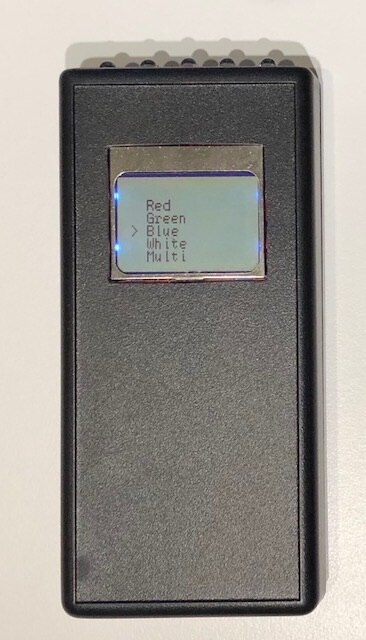 Red
Green
> Blue
White
Multi